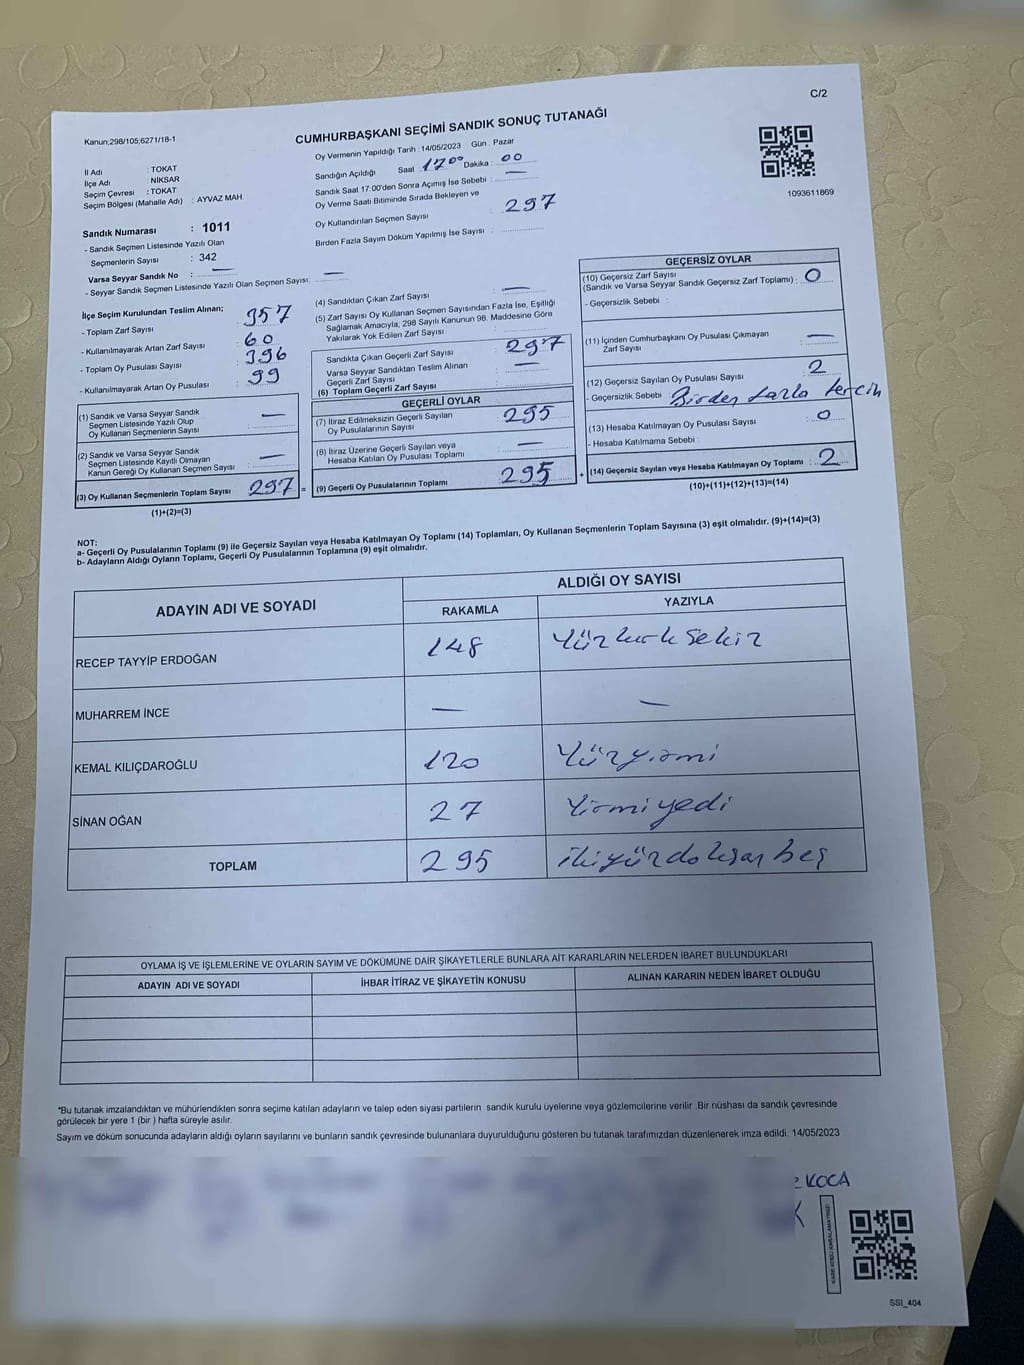 C/2
Kanun:298/105;6271/18-1
CUMHURBAŞKANI SEÇİMİ SANDIK SONUÇ TUTANAĞI
Oy Vermenin Yapıldığı Tarih : 14/05/2023 Gün : Pazar
İl Adı : TOKAT
İlçe Adı : NİKSAR
Seçim Çevresi : TOKAT
Seçim Bölgesi (Mahalle Adı) : AYVAZ MAH.
Sandığın Açıldığı Saat : 17⁰⁰ Dakika : 00
Sandık Saat 17.00'den Sonra Açımış İse Sebebi : —
Oy Verme Saati Bitiminde Sırada Bekleyen ve
Oy Kullandırılan Seçmen Sayısı : 297
Birden Fazla Sayım Döküm Yapılmış İse Sayısı :
1093611869
Sandık Numarası : 1011
- Sandık Seçmen Listesinde Yazılı Olan
Seçmenlerin Sayısı : 342
Varsa Seyyar Sandık No : —
- Seyyar Sandık Seçmen Listesinde Yazılı Olan Seçmen Sayısı: —
İlçe Seçim Kurulundan Teslim Alınan;
- Toplam Zarf Sayısı : 357
- Kullanılmayarak Artan Zarf Sayısı : 60
- Toplam Oy Pusulası Sayısı : 396
- Kullanılmayarak Artan Oy Pusulası : 99
(1) Sandık ve Varsa Seyyar Sandık
Seçmen Listesinde Yazılı Olup
Oy Kullanan Seçmenlerin Sayısı : —
(2) Sandık ve Varsa Seyyar Sandık
Seçmen Listesinde Kayıtlı Olmayan
Kanun Gereği Oy Kullanan Seçmen Sayısı : —
(3) Oy Kullanan Seçmenlerin Toplam Sayısı : 297 =
(1)+(2)=(3)
(4) Sandıktan Çıkan Zarf Sayısı : —
(5) Zarf Sayısı Oy Kullanan Seçmen Sayısından Fazla İse, Eşitliği
Sağlamak Amacıyla; 298 Sayılı Kanunun 98. Maddesine Göre
Yakılarak Yok Edilen Zarf Sayısı :
Sandıkta Çıkan Geçerli Zarf Sayısı : 297
Varsa Seyyar Sandıktan Teslim Alınan
Geçerli Zarf Sayısı : —
(6) Toplam Geçerli Zarf Sayısı
GEÇERLİ OYLAR
(7) İtiraz Edilmeksizin Geçerli Sayılan
Oy Pusulalarının Sayısı : 295
(8) İtiraz Üzerine Geçerli Sayılan veya
Hesaba Katılan Oy Pusulası Toplamı : —
(9) Geçerli Oy Pusulalarının Toplamı : 295 +
GEÇERSİZ OYLAR
(10) Geçersiz Zarf Sayısı
(Sandık ve Varsa Seyyar Sandık Geçersiz Zarf Toplamı) : 0
- Geçersizlik Sebebi :
(11) İçinden Cumhurbaşkanı Oy Pusulası Çıkmayan
Zarf Sayısı : —
(12) Geçersiz Sayılan Oy Pusulası Sayısı : 2
- Geçersizlik Sebebi : Birden fazla tercih
(13) Hesaba Katılmayan Oy Pusulası Sayısı : 0
- Hesaba Katılmama Sebebi :
(14) Geçersiz Sayılan veya Hesaba Katılmayan Oy Toplamı : 2
(10)+(11)+(12)+(13)=(14)
NOT:
a- Geçerli Oy Pusulalarının Toplamı (9) ile Geçersiz Sayılan veya Hesaba Katılmayan Oy Toplamı (14) Toplamları, Oy Kullanan Seçmenlerin Toplam Sayısına (3) eşit olmalıdır. (9)+(14)=(3)
b- Adayların Aldığı Oyların Toplamı, Geçerli Oy Pusulalarının Toplamına (9) eşit olmalıdır.
ADAYIN ADI VE SOYADI ALDIĞI OY SAYISI
RAKAMLA YAZIYLA
RECEP TAYYİP ERDOĞAN 148 Yüzkırk sekiz
MUHARREM İNCE — —
KEMAL KILIÇDAROĞLU 120 Yüzyirmi
SİNAN OĞAN 27 Yirmiyedi
TOPLAM 295 ikiyüzdoksan beş
OYLAMA İŞ VE İŞLEMLERİNE VE OYLARIN SAYIM VE DÖKÜMÜNE DAİR ŞİKAYETLERLE BUNLARA AİT KARARLARIN NELERDEN İBARET BULUNDUKLARI
ADAYIN ADI VE SOYADI İHBAR İTİRAZ VE ŞİKAYETİN KONUSU ALINAN KARARIN NEDEN İBARET OLDUĞU
*Bu tutanak imzalandıktan ve mühürlendikten sonra seçime katılan adayların ve talep eden siyasi partilerin sandık kurulu üyelerine veya gözlemcilerine verilir .Bir nüshası da sandık çevresinde
görülecek bir yere 1 (bir ) hafta süreyle asılır.
Sayım ve döküm sonucunda adayların aldığı oyların sayılarını ve bunların sandık çevresinde bulunanlara duyurulduğunu gösteren bu tutanak tarafımızdan düzenlenerek imza edildi. 14/05/2023
KOCA
KARE KODU KARALAMAYINIZ!
SSI_404